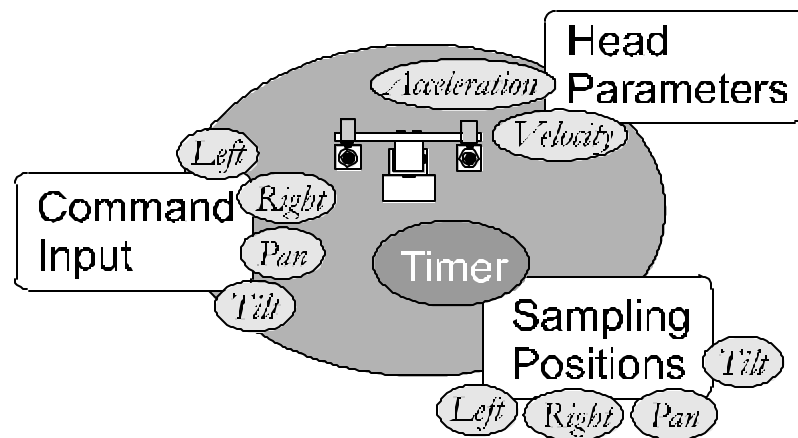 Head
Parameters
Acceleration
Velocity
Left
Right
Pan
Tilt
Command
Input
Timer
Sampling
Positions
Tilt
Left
Right
Pan